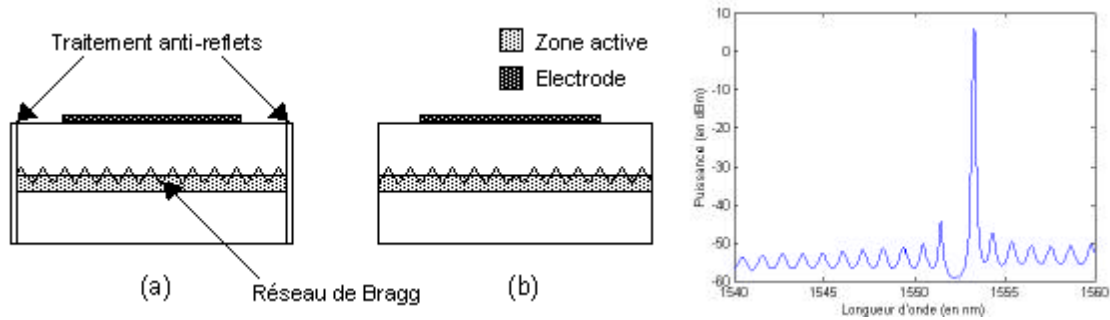 Traitement anti-reflets
Zone active
Electrode
(a)
Réseau de Bragg
(b)
Puissance (en dBm)
10
0
-10
-20
-30
-40
-50
-60
1540
1545
1550
1555
1560
Longueur d'onde (en nm)